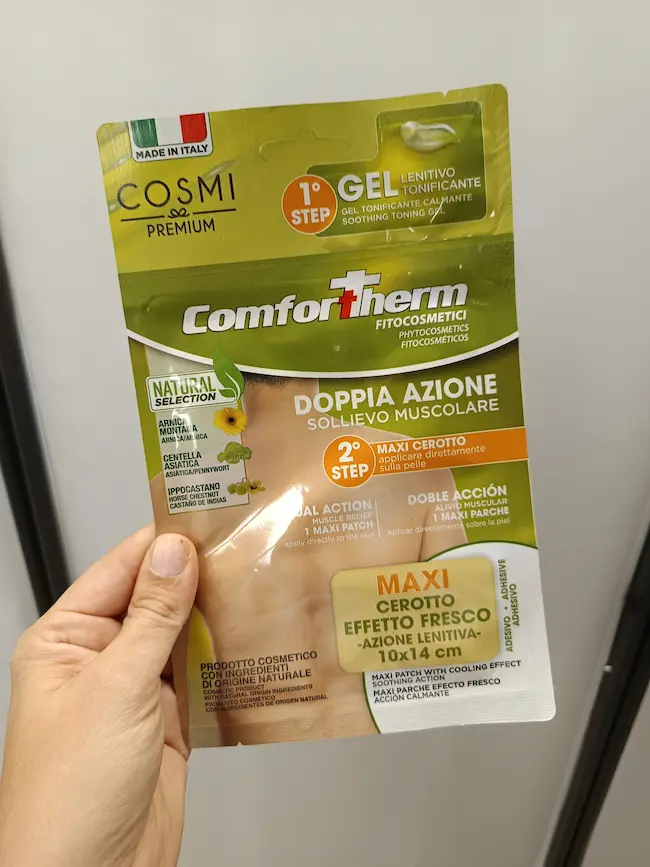 MADE IN ITALY
COSMI
PREMIUM
1°
STEP
GEL LENITIVO
TONIFICANTE
GEL TONIFICANTE CALMANTE
SOOTHING TONING GEL
ComforTherm
FITOCOSMETICI
PHYTOCOSMETICS
FITOCOSMÉTICOS
NATURAL
SELECTION
ARNICA
MONTANA
ARNICA/ARNICA
CENTELLA
ASIATICA
ASIÁTICA/PENNYWORT
IPPOCASTANO
HORSE CHESTNUT
CASTAÑO DE INDIAS
DOPPIA AZIONE
SOLLIEVO MUSCOLARE
2°
STEP
MAXI CEROTTO
applicare direttamente
sulla pelle
UAL ACTION
MUSCLE RELIEF
1 MAXI PATCH
apply directly to the skin
DOBLE ACCIÓN
ALIVIO MUSCULAR
1 MAXI PARCHE
Aplicar directamente sobre la piel
MAXI
CEROTTO
EFFETTO FRESCO
-AZIONE LENITIVA-
10x14 cm
ADESIVO • ADHESIVE
ADHESIVO
MAXI PATCH WITH COOLING EFFECT
SOOTHING ACTION
MAXI PARCHE EFECTO FRESCO
ACCIÓN CALMANTE
PRODOTTO COSMETICO
CON INGREDIENTI
DI ORIGINE NATURALE
COSMETIC PRODUCT
WITH NATURAL ORIGIN INGREDIENTS
PRODUCTO COSMÉTICO
CON INGREDIENTES DE ORIGEN NATURAL